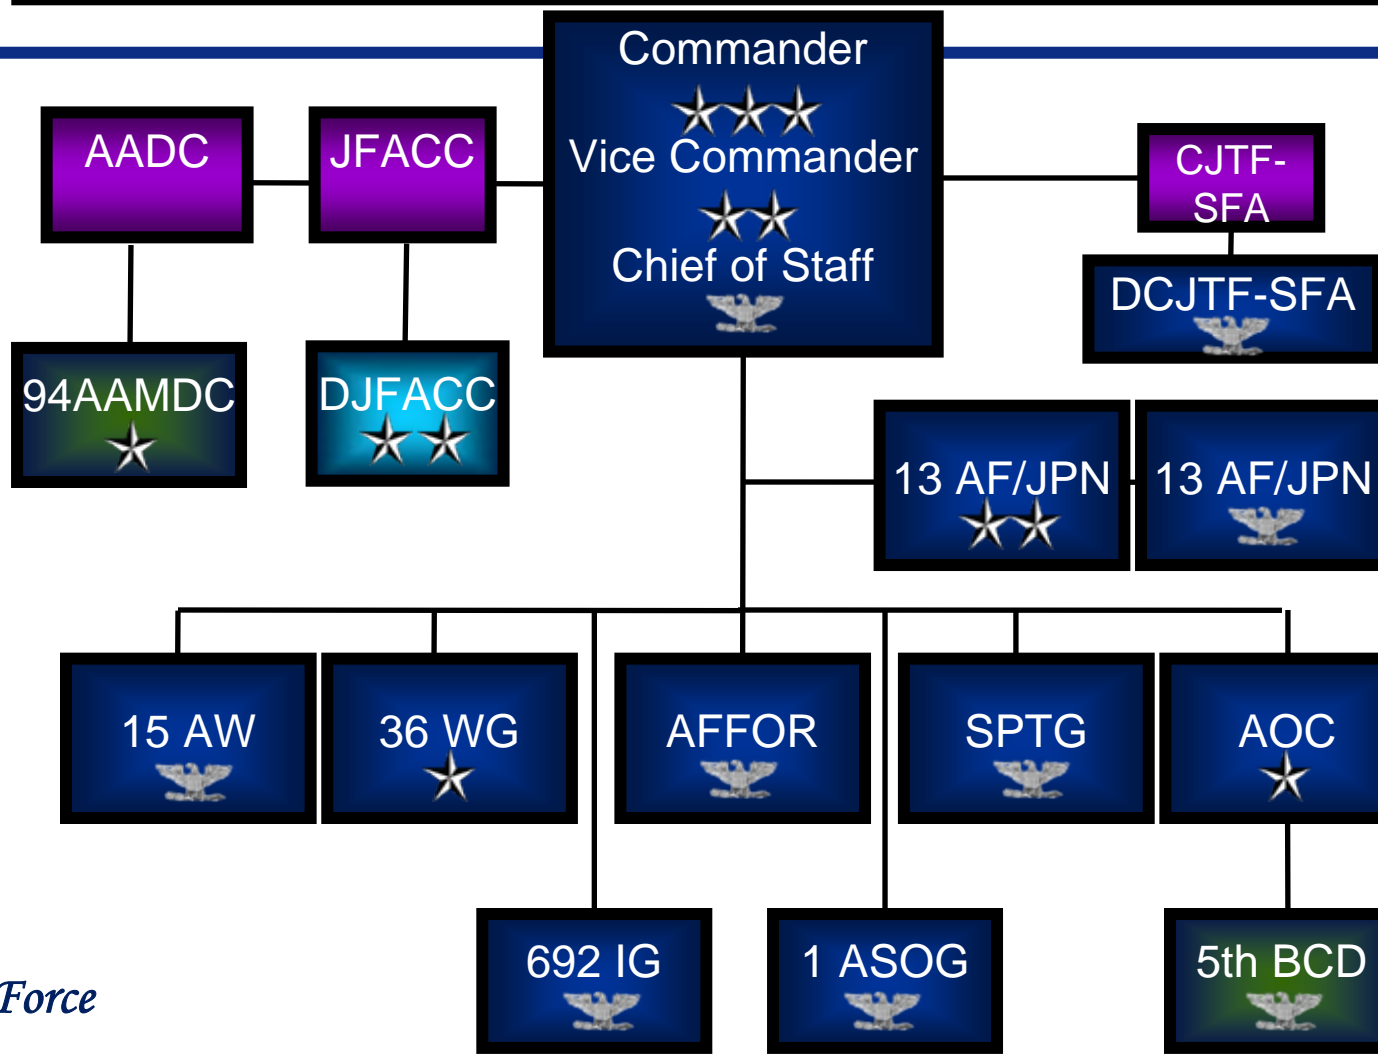 Commander
Vice Commander
Chief of Staff
AADC
JFACC
CJTF-
SFA
DCJTF-SFA
94AAMDC
DJFACC
13 AF/JPN
13 AF/JPN
15 AW
36 WG
AFFOR
SPTG
AOC
692 IG
1 ASOG
5th BCD
Force